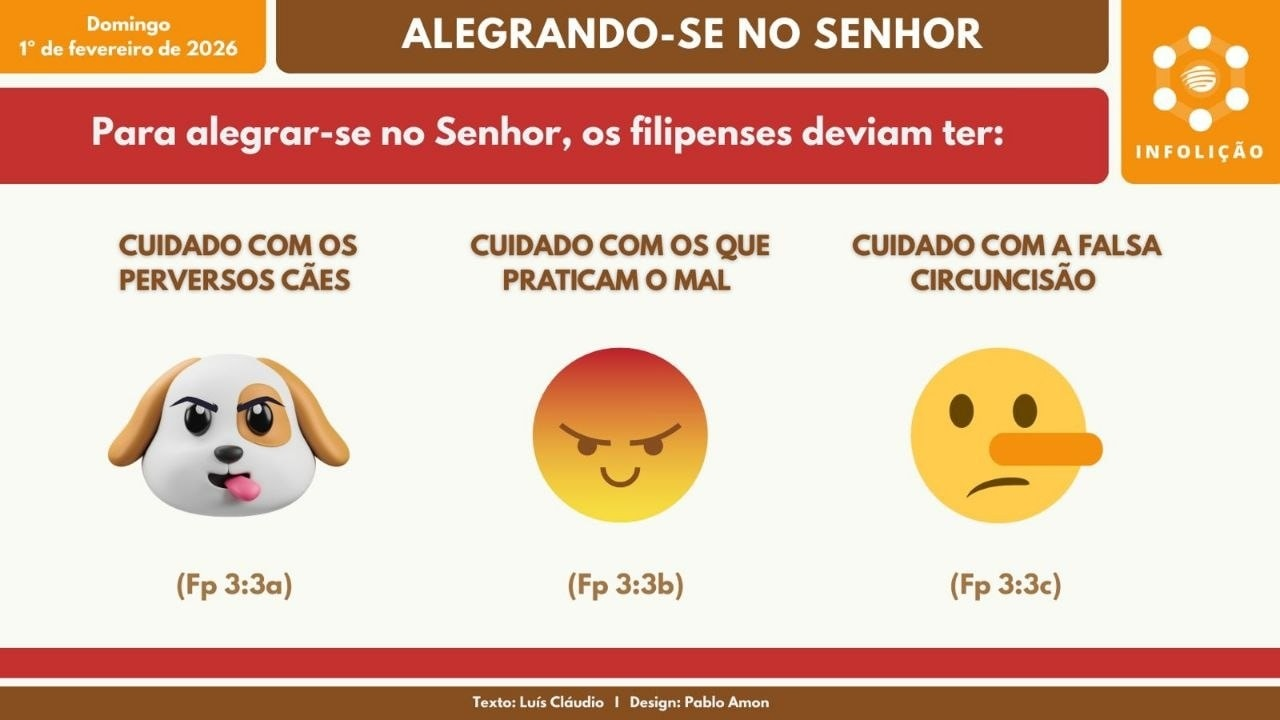 Domingo
1º de fevereiro de 2026
ALEGRANDO-SE NO SENHOR
INFOLIÇÃO
Para alegrar-se no Senhor, os filipenses deviam ter:
CUIDADO COM OS
PERVERSOS CÃES
(Fp 3:3a)
CUIDADO COM OS QUE
PRATICAM O MAL
(Fp 3:3b)
CUIDADO COM A FALSA
CIRCUNCISÃO
(Fp 3:3c)
Texto: Luís Cláudio I Design: Pablo Amon